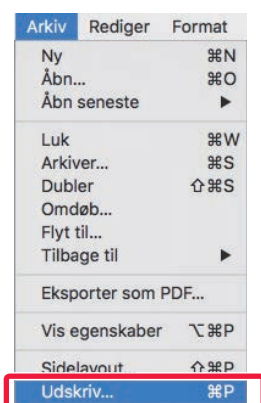 Arkiv Rediger Format
Ny ⌘N
Åbn... ⌘O
Åbn seneste ▶
Luk ⌘W
Arkiver... ⌘S
Dubler ⇧⌘S
Omdøb...
Flyt til...
Tilbage til ▶
Eksporter som PDF...
Vis egenskaber ⌥⌘P
Sidelayout... ⇧⌘P
Udskriv... ⌘P